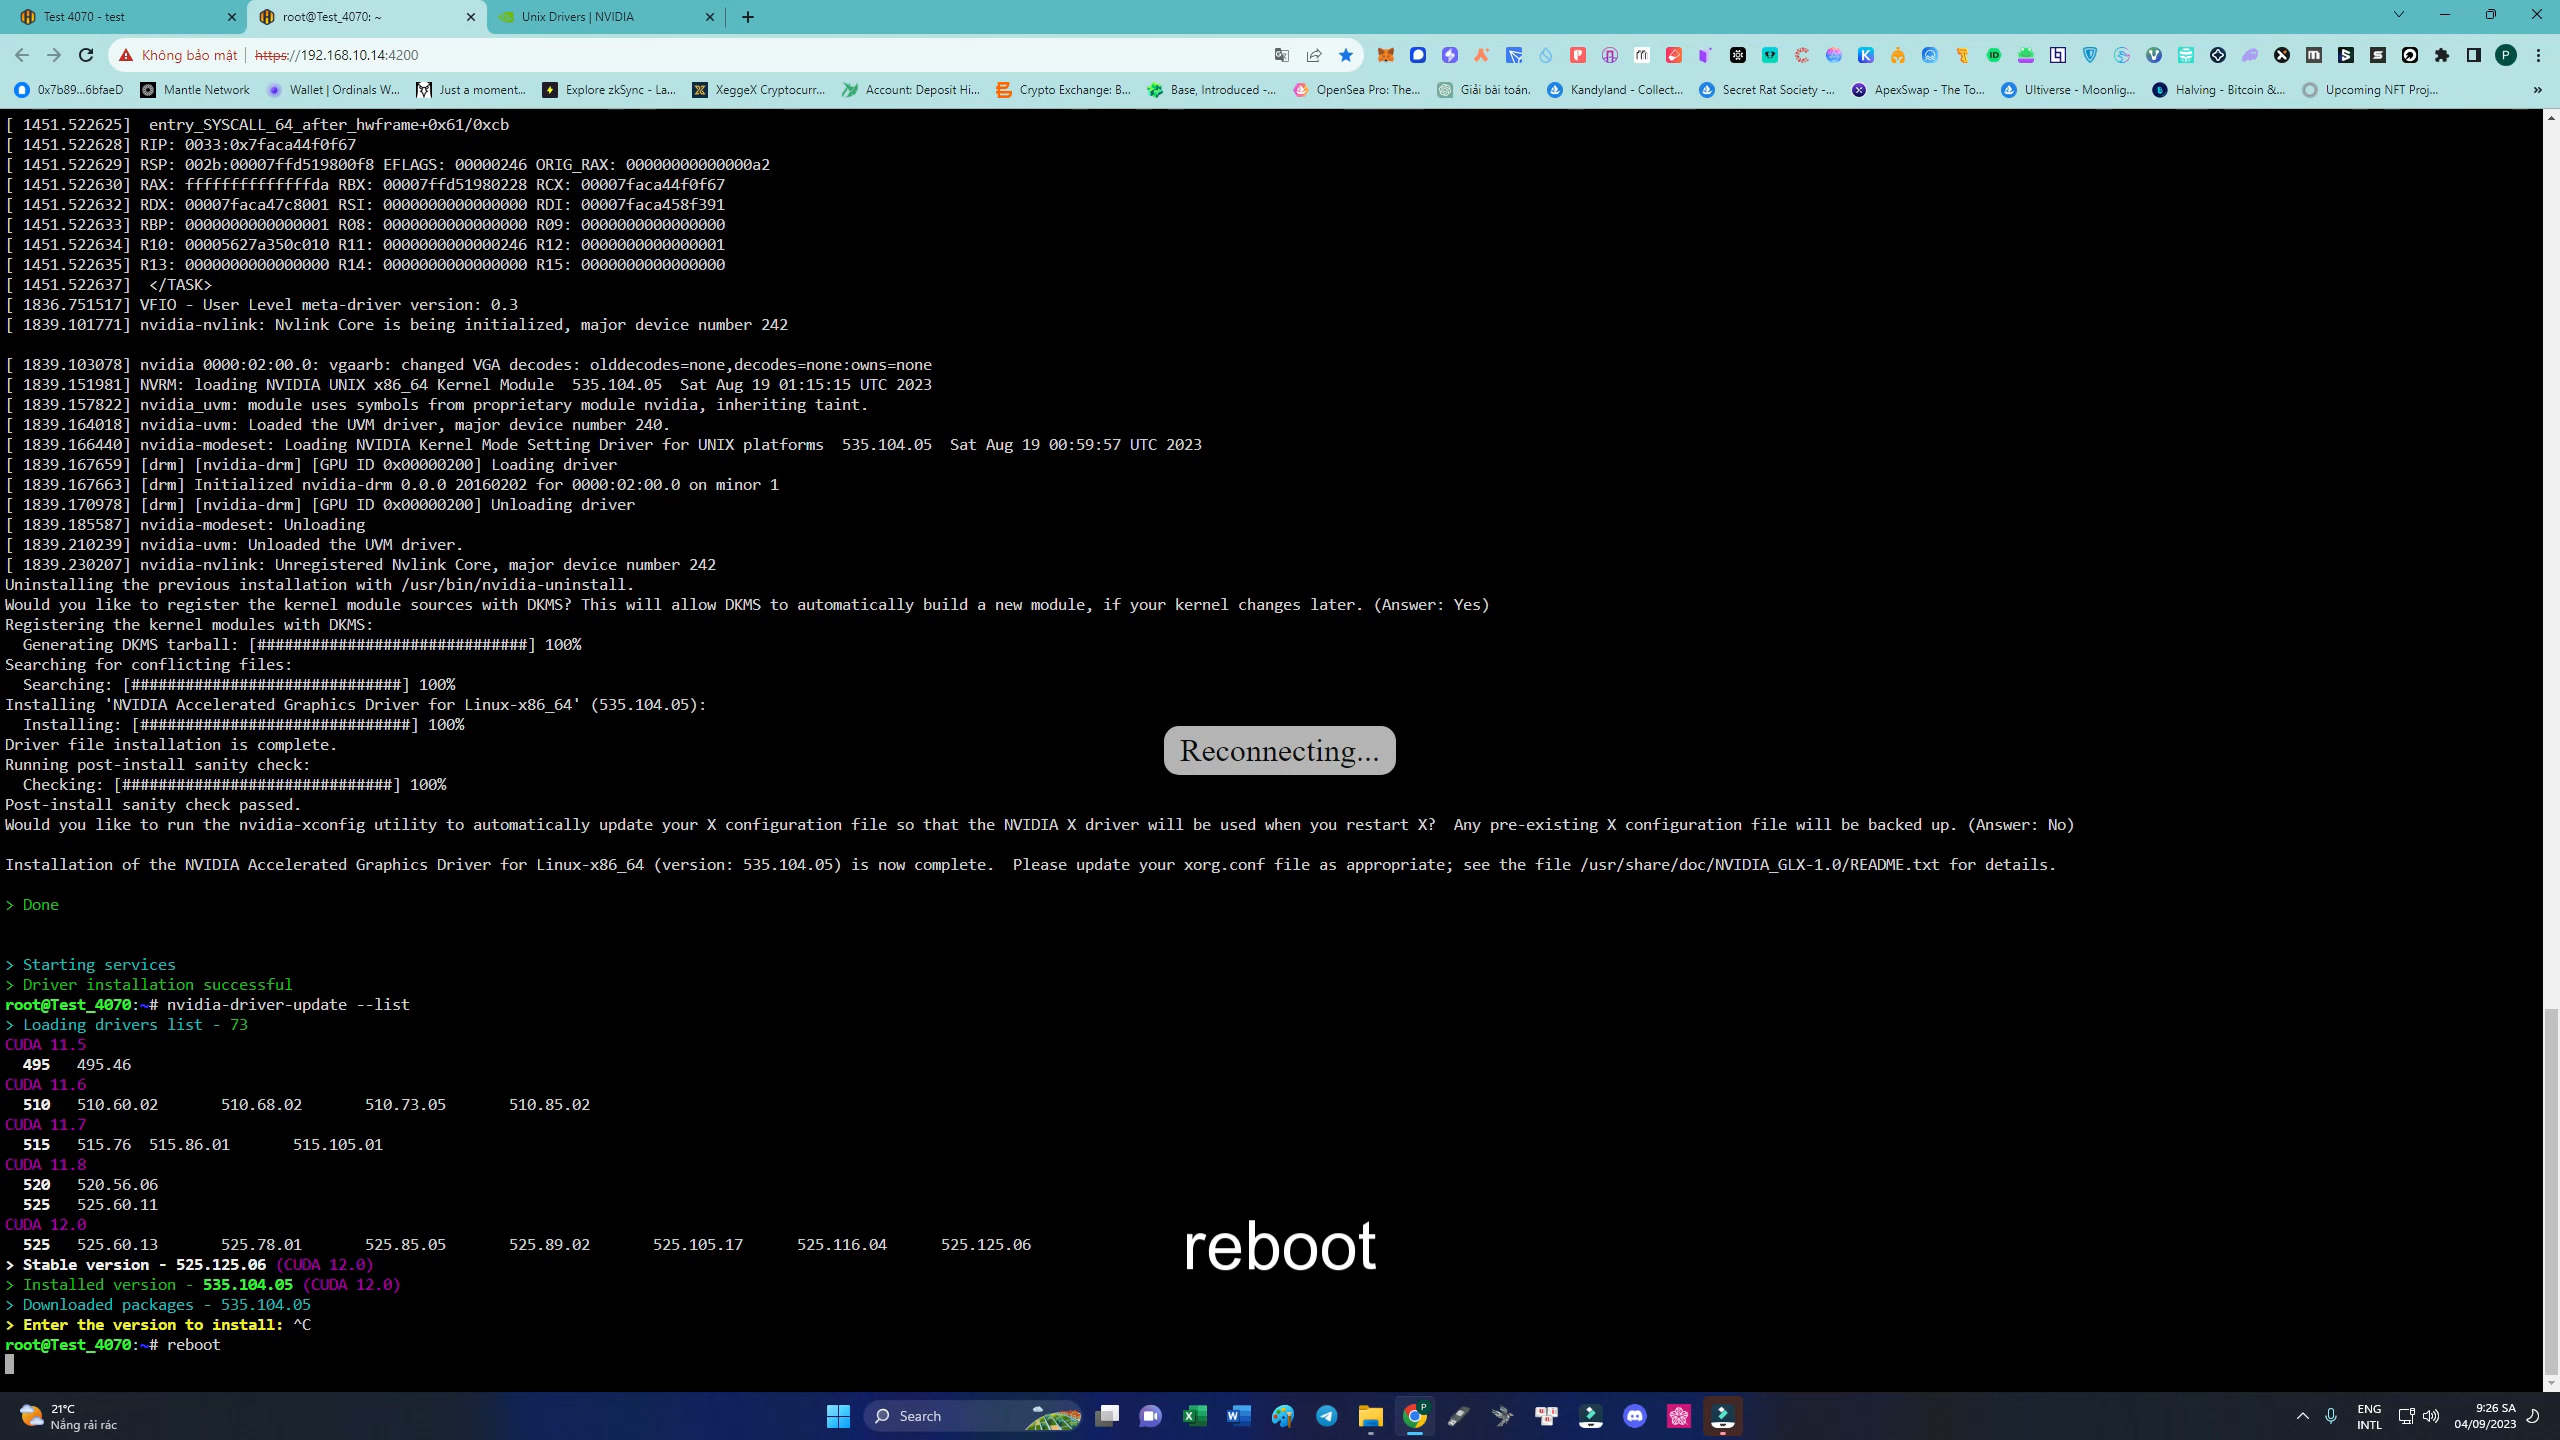 Test 4070 - test
root@Test_4070: ~
Unix Drivers | NVIDIA
Không bảo mật
https://192.168.10.14:4200
0x7b89...6bfaeD
Mantle Network
Wallet | Ordinals W...
Just a moment...
Explore zkSync - La...
XeggeX Cryptocurr...
Account: Deposit Hi...
Crypto Exchange: B...
Base, Introduced -...
OpenSea Pro: The...
Giải bài toán.
Kandyland - Collect...
Secret Rat Society -...
ApexSwap - The To...
Ultiverse - Moonlig...
Halving - Bitcoin &...
Upcoming NFT Proj...
[ 1451.522625]  entry_SYSCALL_64_after_hwframe+0x61/0xcb
[ 1451.522628] RIP: 0033:0x7faca44f0f67
[ 1451.522629] RSP: 002b:00007ffd519800f8 EFLAGS: 00000246 ORIG_RAX: 00000000000000a2
[ 1451.522630] RAX: ffffffffffffffda RBX: 00007ffd51980228 RCX: 00007faca44f0f67
[ 1451.522632] RDX: 00007faca47c8001 RSI: 0000000000000000 RDI: 00007faca458f391
[ 1451.522633] RBP: 0000000000000001 R08: 0000000000000000 R09: 0000000000000000
[ 1451.522634] R10: 00005627a350c010 R11: 0000000000000246 R12: 0000000000000001
[ 1451.522635] R13: 0000000000000000 R14: 0000000000000000 R15: 0000000000000000
[ 1451.522637]  </TASK>
[ 1836.751517] VFIO - User Level meta-driver version: 0.3
[ 1839.101771] nvidia-nvlink: Nvlink Core is being initialized, major device number 242
[ 1839.103078] nvidia 0000:02:00.0: vgaarb: changed VGA decodes: olddecodes=none,decodes=none:owns=none
[ 1839.151981] NVRM: loading NVIDIA UNIX x86_64 Kernel Module  535.104.05  Sat Aug 19 01:15:15 UTC 2023
[ 1839.157822] nvidia_uvm: module uses symbols from proprietary module nvidia, inheriting taint.
[ 1839.164018] nvidia-uvm: Loaded the UVM driver, major device number 240.
[ 1839.166440] nvidia-modeset: Loading NVIDIA Kernel Mode Setting Driver for UNIX platforms  535.104.05  Sat Aug 19 00:59:57 UTC 2023
[ 1839.167659] [drm] [nvidia-drm] [GPU ID 0x00000200] Loading driver
[ 1839.167663] [drm] Initialized nvidia-drm 0.0.0 20160202 for 0000:02:00.0 on minor 1
[ 1839.170978] [drm] [nvidia-drm] [GPU ID 0x00000200] Unloading driver
[ 1839.185587] nvidia-modeset: Unloading
[ 1839.210239] nvidia-uvm: Unloaded the UVM driver.
[ 1839.230207] nvidia-nvlink: Unregistered Nvlink Core, major device number 242
Uninstalling the previous installation with /usr/bin/nvidia-uninstall.
Would you like to register the kernel module sources with DKMS? This will allow DKMS to automatically build a new module, if your kernel changes later. (Answer: Yes)
Registering the kernel modules with DKMS:
Generating DKMS tarball: [##############################] 100%
Searching for conflicting files:
Searching: [##############################] 100%
Installing 'NVIDIA Accelerated Graphics Driver for Linux-x86_64' (535.104.05):
Installing: [##############################] 100%
Driver file installation is complete.
Running post-install sanity check:
Checking: [##############################] 100%
Post-install sanity check passed.
Would you like to run the nvidia-xconfig utility to automatically update your X configuration file so that the NVIDIA X driver will be used when you restart X?  Any pre-existing X configuration file will be backed up. (Answer: No)
Installation of the NVIDIA Accelerated Graphics Driver for Linux-x86_64 (version: 535.104.05) is now complete.  Please update your xorg.conf file as appropriate; see the file /usr/share/doc/NVIDIA_GLX-1.0/README.txt for details.
> Done
> Starting services
> Driver installation successful
root@Test_4070:~# nvidia-driver-update --list
> Loading drivers list - 73
CUDA 11.5
495   495.46
CUDA 11.6
510   510.60.02       510.68.02       510.73.05       510.85.02
CUDA 11.7
515   515.76  515.86.01       515.105.01
CUDA 11.8
520   520.56.06
525   525.60.11
CUDA 12.0
525   525.60.13       525.78.01       525.85.05       525.89.02       525.105.17      525.116.04      525.125.06
> Stable version - 525.125.06 (CUDA 12.0)
> Installed version - 535.104.05 (CUDA 12.0)
> Downloaded packages - 535.104.05
> Enter the version to install: ^C
root@Test_4070:~# reboot
Reconnecting...
reboot
21°C
Nắng rải rác
Search
ENG
INTL
9:26 SA
04/09/2023